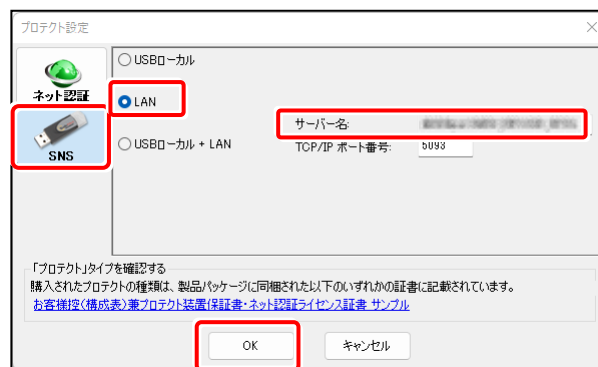 プロテクト設定
ネット認証
SNS
USBローカル
LAN
サーバー名:
USBローカル + LAN
TCP/IP ポート番号:
5093
「プロテクト」タイプを確認する
購入されたプロテクトの種類は、製品パッケージに同梱された以下のいずれかの証書に記載されています。
お客様控(構成表)兼プロテクト装置保証書・ネット認証ライセンス証書 サンプル
OK
キャンセル